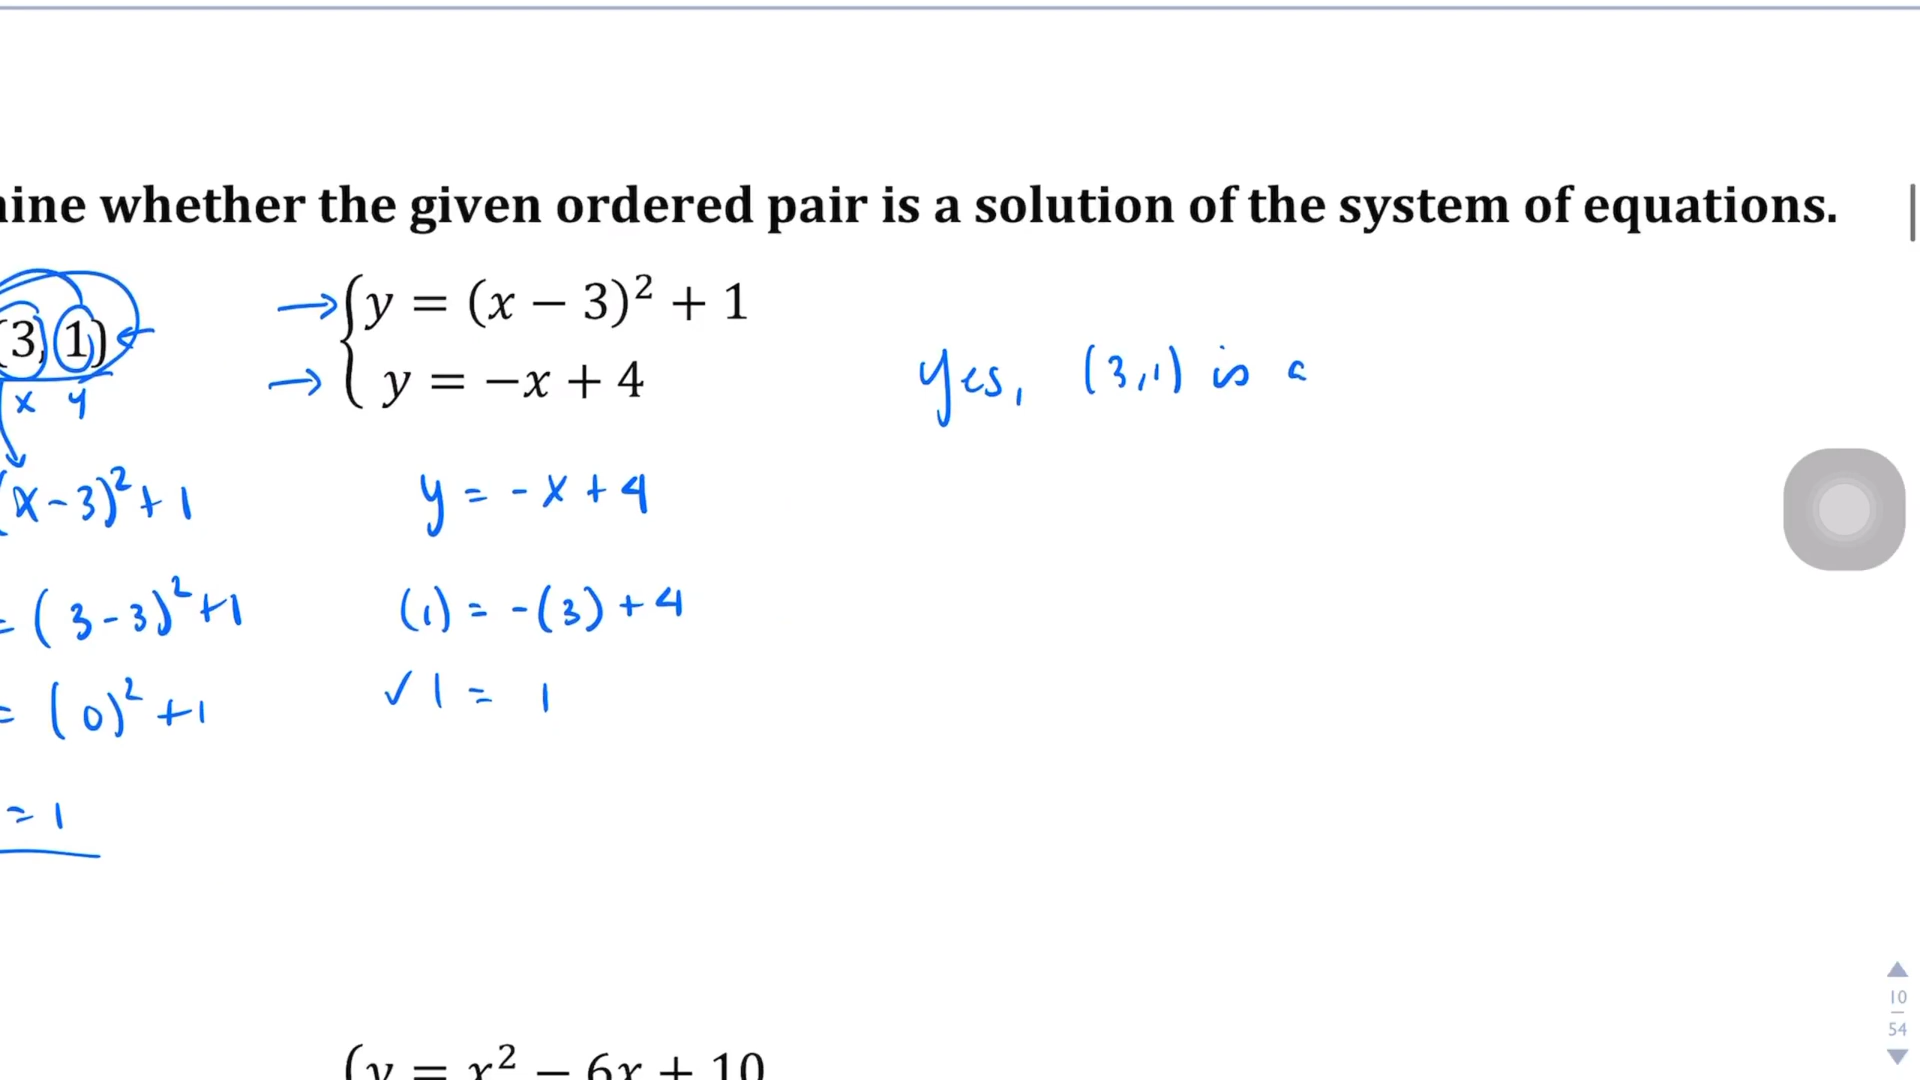 whether the given ordered pair is a solution of the system of equations.
(3, 1)
y = (x − 3)² + 1
y = −x + 4
x y
Yes, (3,1) is a
(x-3)² + 1
y = -x + 4
= (3-3)² + 1
(1) = -(3) + 4
= (0)² + 1
✓ 1 = 1
= 1
y = x² − 6x + 10
10
54